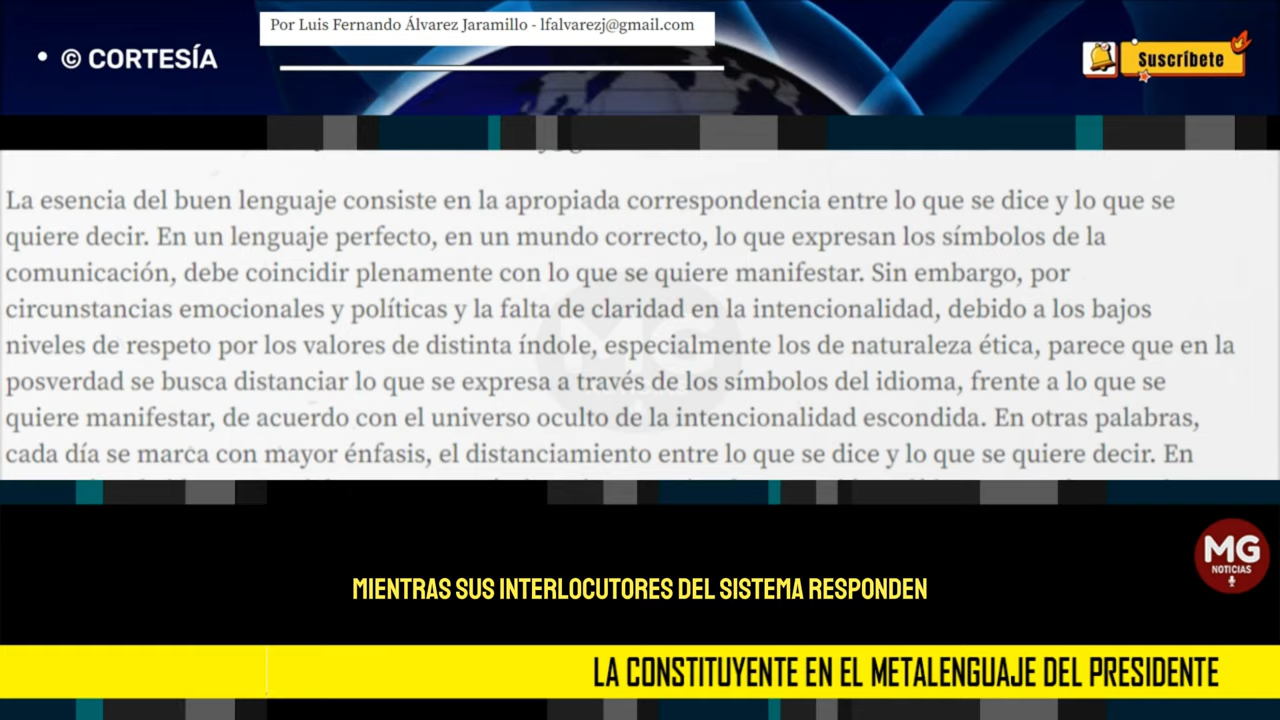 Por Luis Fernando Álvarez Jaramillo - lfalvarezj@gmail.com
• © CORTESÍA
Suscríbete
La esencia del buen lenguaje consiste en la apropiada correspondencia entre lo que se dice y lo que se
quiere decir. En un lenguaje perfecto, en un mundo correcto, lo que expresan los símbolos de la
comunicación, debe coincidir plenamente con lo que se quiere manifestar. Sin embargo, por
circunstancias emocionales y políticas y la falta de claridad en la intencionalidad, debido a los bajos
niveles de respeto por los valores de distinta índole, especialmente los de naturaleza ética, parece que en la
posverdad se busca distanciar lo que se expresa a través de los símbolos del idioma, frente a lo que se
quiere manifestar, de acuerdo con el universo oculto de la intencionalidad escondida. En otras palabras,
cada día se marca con mayor énfasis, el distanciamiento entre lo que se dice y lo que se quiere decir. En
MG
NOTICIAS
MIENTRAS SUS INTERLOCUTORES DEL SISTEMA RESPONDEN
LA CONSTITUYENTE EN EL METALENGUAJE DEL PRESIDENTE